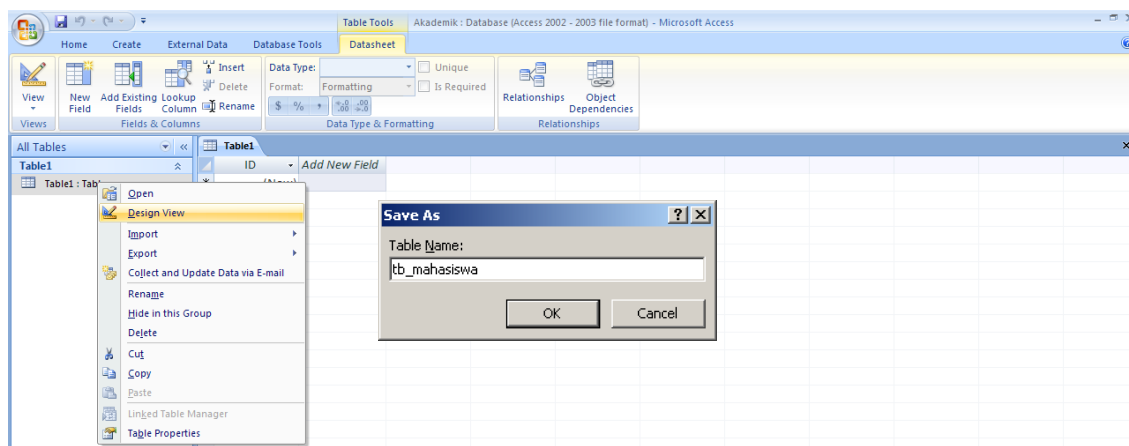 Table Tools Akademik : Database (Access 2002 - 2003 file format) - Microsoft Access
Home Create External Data Database Tools Datasheet
View
New Field
Add Existing Fields
Lookup Column
Insert
Delete
Rename
Data Type:
Format: Formatting
$ % ,
Unique
Is Required
Relationships
Object Dependencies
Views Fields & Columns Data Type & Formatting Relationships
All Tables
Table1
Table1
ID Add New Field
Table1 : Tab
(New)
Open
Design View
Import
Export
Collect and Update Data via E-mail
Rename
Hide in this Group
Delete
Cut
Copy
Paste
Linked Table Manager
Table Properties
Save As
Table Name:
tb_mahasiswa
OK Cancel